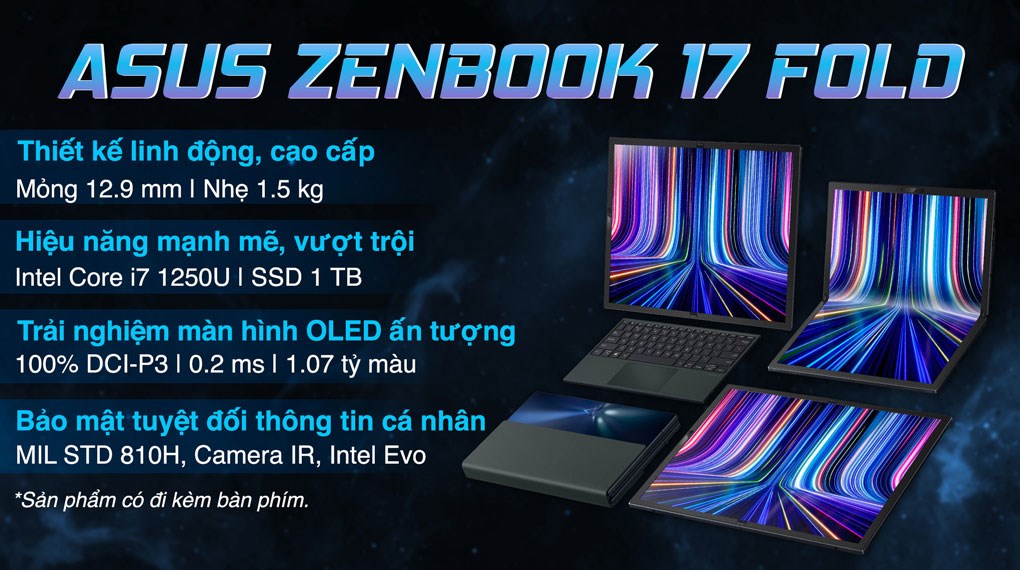 ASUS ZENBOOK 17 FOLD
Thiết kế linh động, cạo cấp
Mỏng 12.9 mm | Nhẹ 1.5 kg
Hiệu năng mạnh mẽ, vượt trội
Intel Core i7 1250U | SSD 1 TB
Trải nghiệm màn hình OLED ấn tượng
100% DCI-P3 | 0.2 ms | 1.07 tỷ màu
Bảo mật tuyệt đối thông tin cá nhân
MIL STD 810H, Camera IR, Intel Evo
*Sản phẩm có đi kèm bàn phím.